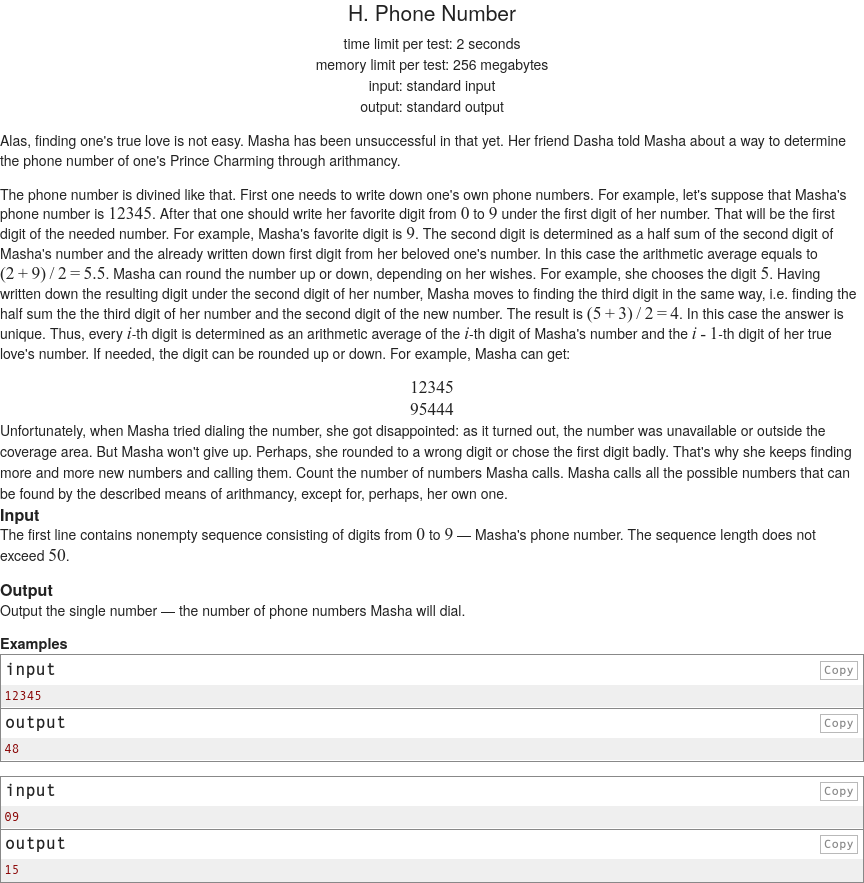 H. Phone Number
time limit per test: 2 seconds
memory limit per test: 256 megabytes
input: standard input
output: standard output
Alas, finding one's true love is not easy. Masha has been unsuccessful in that yet. Her friend Dasha told Masha about a way to determine
the phone number of one's Prince Charming through arithmancy.
The phone number is divined like that. First one needs to write down one's own phone numbers. For example, let's suppose that Masha's
phone number is 12345. After that one should write her favorite digit from 0 to 9 under the first digit of her number. That will be the first
digit of the needed number. For example, Masha's favorite digit is 9. The second digit is determined as a half sum of the second digit of
Masha's number and the already written down first digit from her beloved one's number. In this case the arithmetic average equals to
(2 + 9) / 2 = 5.5. Masha can round the number up or down, depending on her wishes. For example, she chooses the digit 5. Having
written down the resulting digit under the second digit of her number, Masha moves to finding the third digit in the same way, i.e. finding the
half sum the the third digit of her number and the second digit of the new number. The result is (5 + 3) / 2 = 4. In this case the answer is
unique. Thus, every i-th digit is determined as an arithmetic average of the i-th digit of Masha's number and the i - 1-th digit of her true
love's number. If needed, the digit can be rounded up or down. For example, Masha can get:
12345
95444
Unfortunately, when Masha tried dialing the number, she got disappointed: as it turned out, the number was unavailable or outside the
coverage area. But Masha won't give up. Perhaps, she rounded to a wrong digit or chose the first digit badly. That's why she keeps finding
more and more new numbers and calling them. Count the number of numbers Masha calls. Masha calls all the possible numbers that can
be found by the described means of arithmancy, except for, perhaps, her own one.
Input
The first line contains nonempty sequence consisting of digits from 0 to 9 — Masha's phone number. The sequence length does not
exceed 50.
Output
Output the single number — the number of phone numbers Masha will dial.
Examples
input Copy
12345
output Copy
48
input Copy
09
output Copy
15